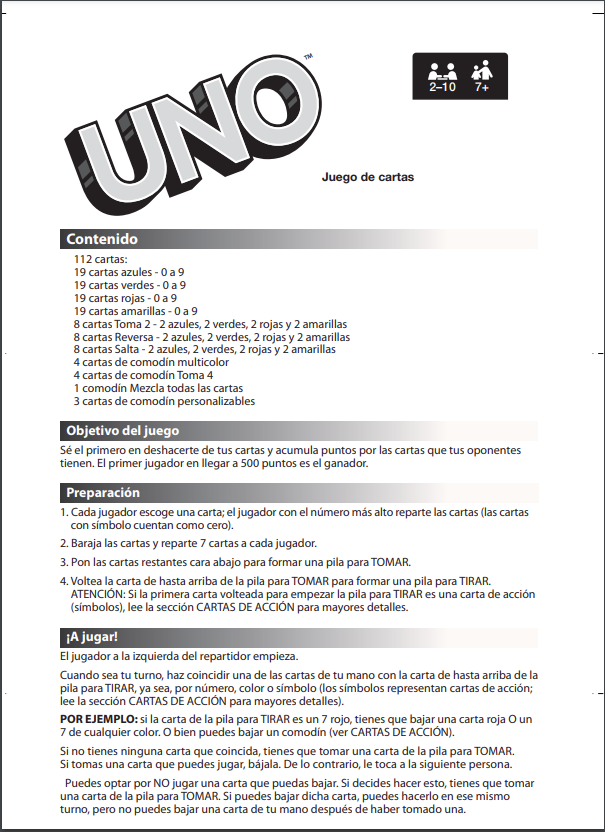 UNO™
2–10 7+
Juego de cartas
Contenido
112 cartas:
19 cartas azules - 0 a 9
19 cartas verdes - 0 a 9
19 cartas rojas - 0 a 9
19 cartas amarillas - 0 a 9
8 cartas Toma 2 - 2 azules, 2 verdes, 2 rojas y 2 amarillas
8 cartas Reversa - 2 azules, 2 verdes, 2 rojas y 2 amarillas
8 cartas Salta - 2 azules, 2 verdes, 2 rojas y 2 amarillas
4 cartas de comodín multicolor
4 cartas de comodín Toma 4
1 comodín Mezcla todas las cartas
3 cartas de comodín personalizables
Objetivo del juego
Sé el primero en deshacerte de tus cartas y acumula puntos por las cartas que tus oponentes
tienen. El primer jugador en llegar a 500 puntos es el ganador.
Preparación
1. Cada jugador escoge una carta; el jugador con el número más alto reparte las cartas (las cartas
con símbolo cuentan como cero).
2. Baraja las cartas y reparte 7 cartas a cada jugador.
3. Pon las cartas restantes cara abajo para formar una pila para TOMAR.
4. Voltea la carta de hasta arriba de la pila para TOMAR para formar una pila para TIRAR.
ATENCIÓN: Si la primera carta volteada para empezar la pila para TIRAR es una carta de acción
(símbolos), lee la sección CARTAS DE ACCIÓN para mayores detalles.
¡A jugar!
El jugador a la izquierda del repartidor empieza.
Cuando sea tu turno, haz coincidir una de las cartas de tu mano con la carta de hasta arriba de la
pila para TIRAR, ya sea, por número, color o símbolo (los símbolos representan cartas de acción;
lee la sección CARTAS DE ACCIÓN para mayores detalles).
POR EJEMPLO: si la carta de la pila para TIRAR es un 7 rojo, tienes que bajar una carta roja O un
7 de cualquier color. O bien puedes bajar un comodín (ver CARTAS DE ACCIÓN).
Si no tienes ninguna carta que coincida, tienes que tomar una carta de la pila para TOMAR.
Si tomas una carta que puedes jugar, bájala. De lo contrario, le toca a la siguiente persona.
Puedes optar por NO jugar una carta que puedas bajar. Si decides hacer esto, tienes que tomar
una carta de la pila para TOMAR. Si puedes bajar dicha carta, puedes hacerlo en ese mismo
turno, pero no puedes bajar una carta de tu mano después de haber tomado una.